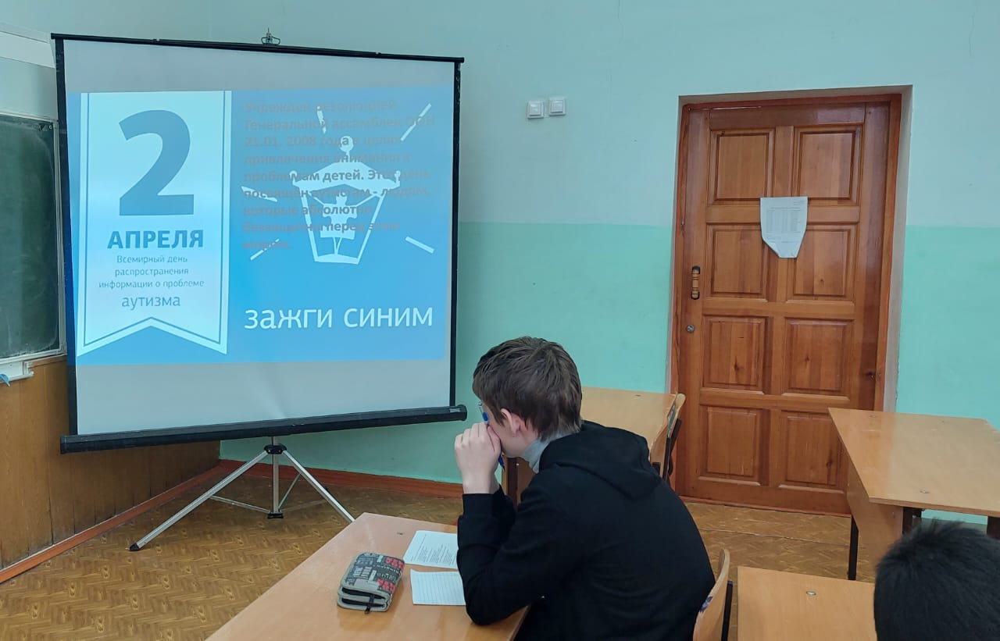 2
АПРЕЛЯ
Всемирный день
распространения
информации о проблеме
аутизма
Учрежден резолюцией
Генеральной ассамблеи ООН
21.01. 2008 года в целях
привлечения внимания к
проблемам детей. Этот день
посвящен аутистам - людям,
которые абсолютно
беззащитны перед этим
миром.
зажги синим